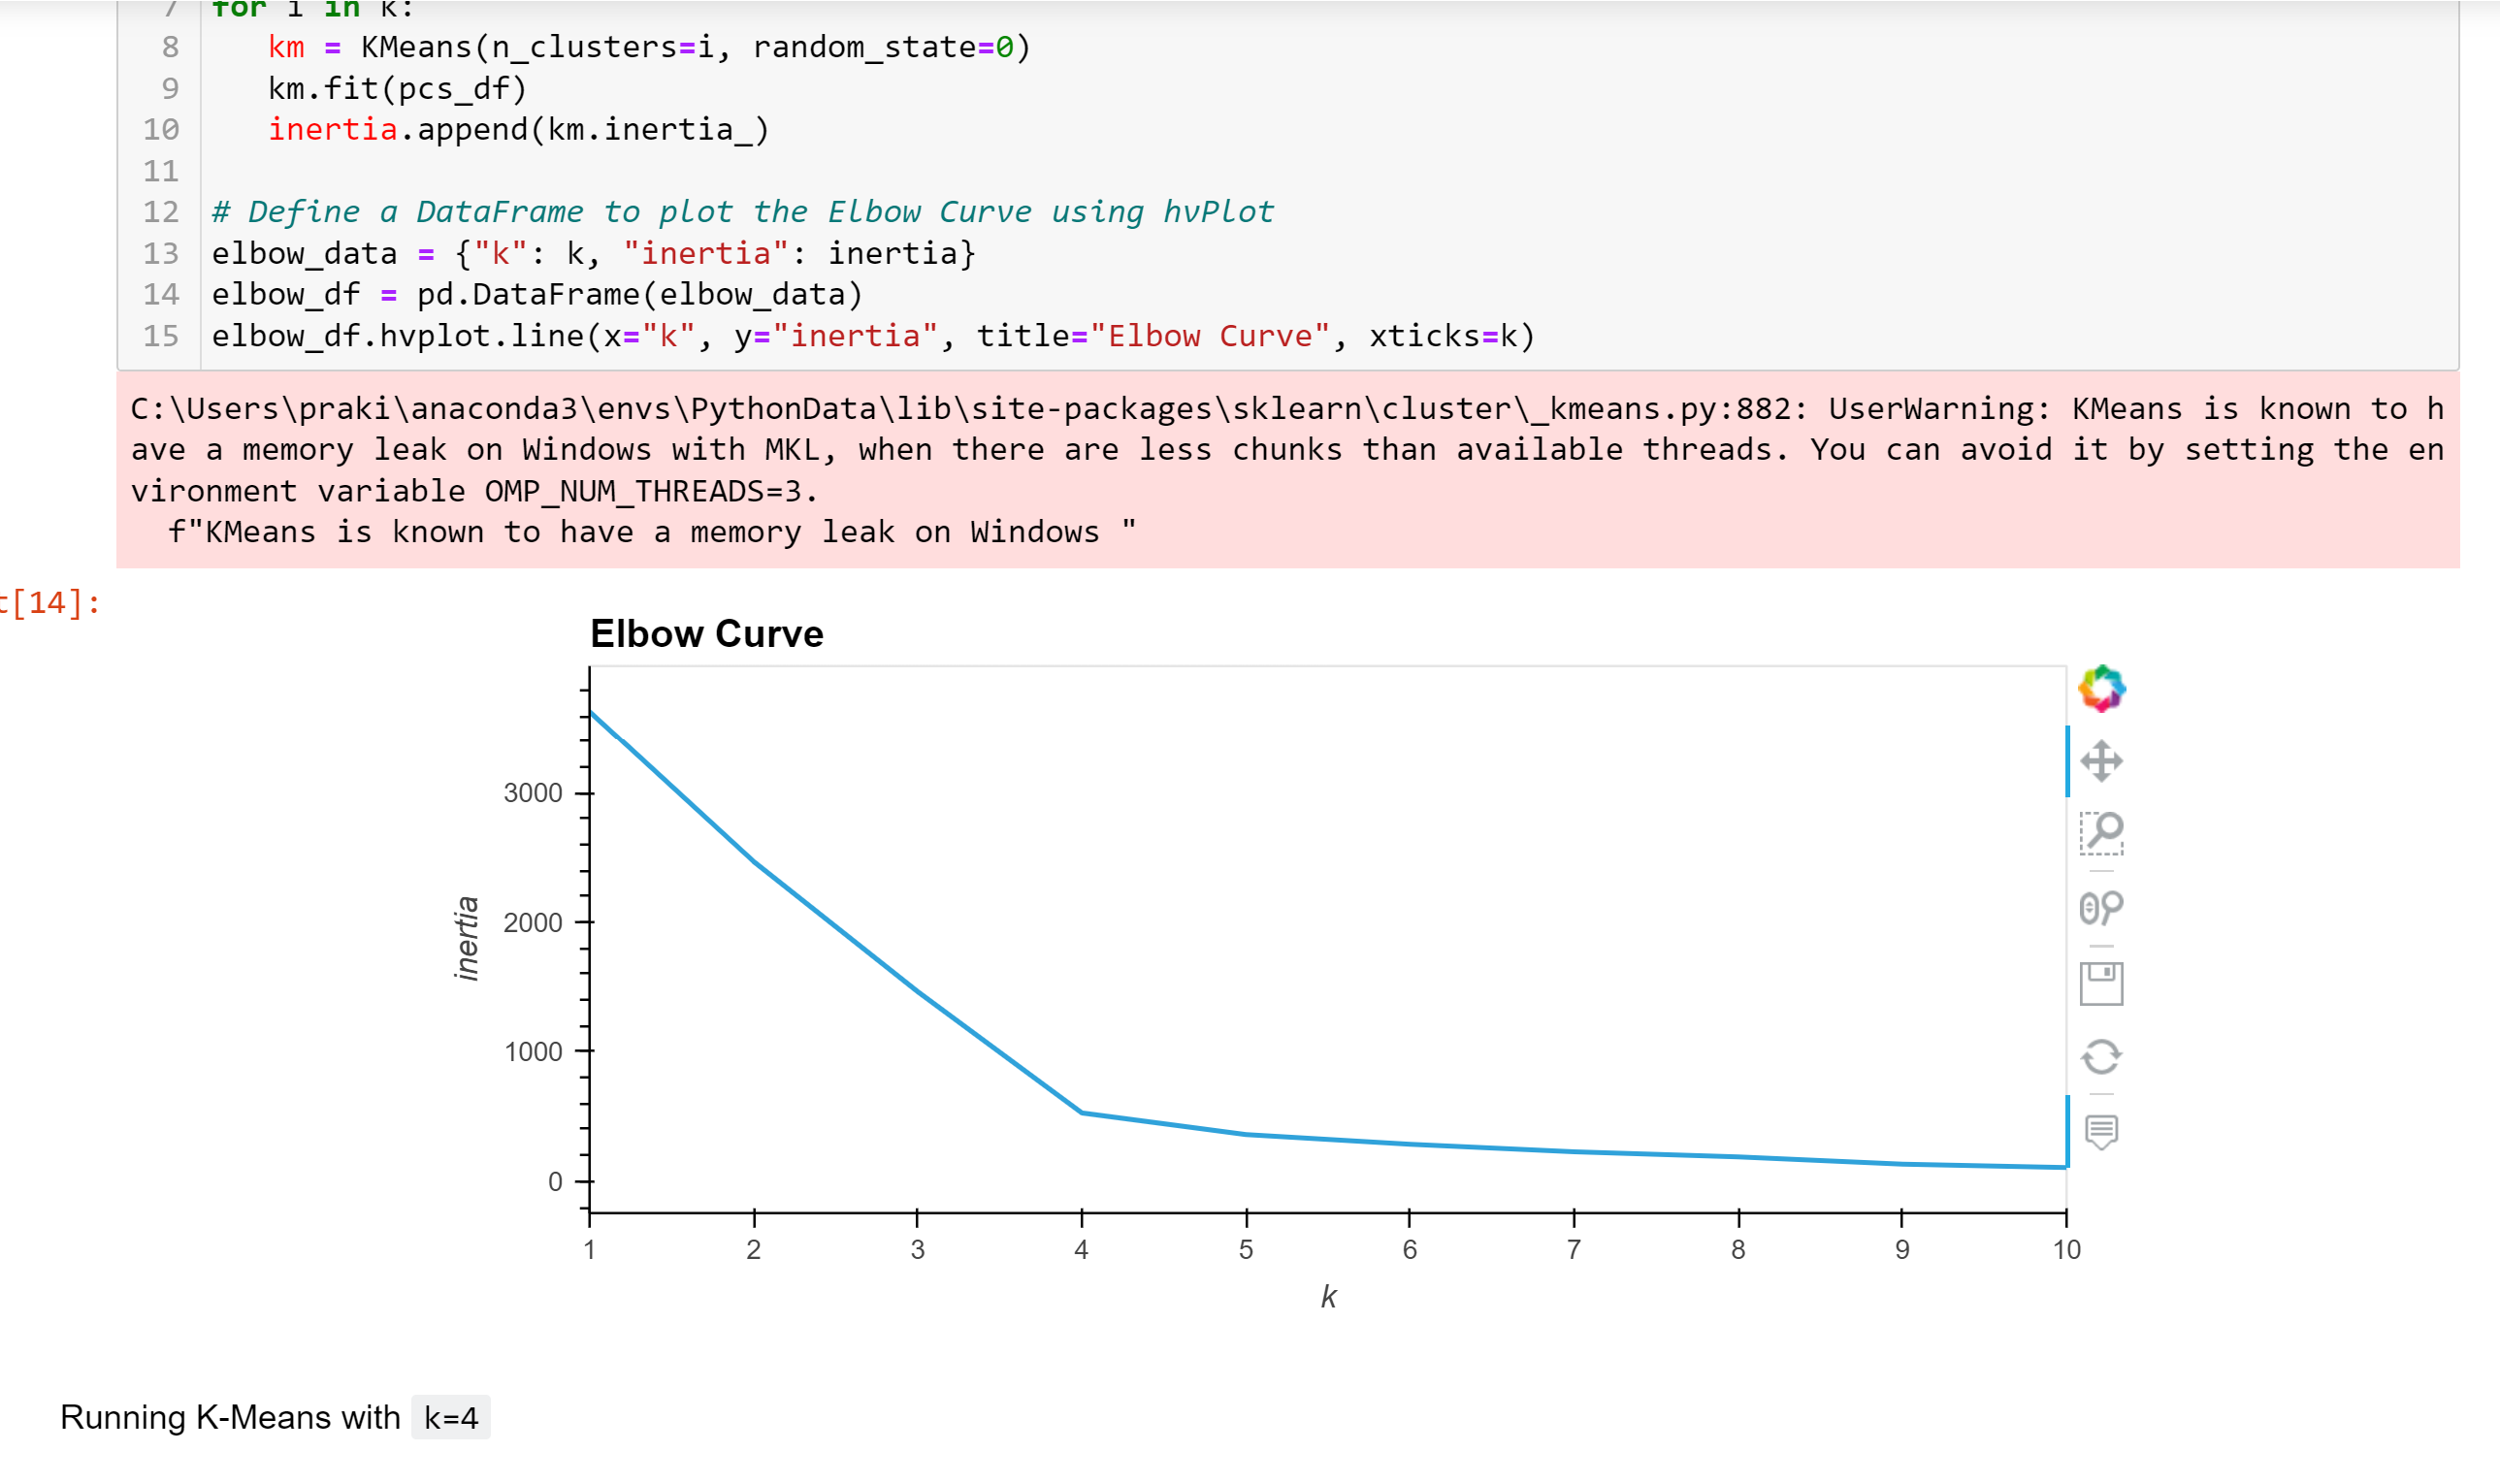 7 for i in k:
8 km = KMeans(n_clusters=i, random_state=0)
9 km.fit(pcs_df)
10 inertia.append(km.inertia_)
11
12 # Define a DataFrame to plot the Elbow Curve using hvPlot
13 elbow_data = {"k": k, "inertia": inertia}
14 elbow_df = pd.DataFrame(elbow_data)
15 elbow_df.hvplot.line(x="k", y="inertia", title="Elbow Curve", xticks=k)
C:\Users\praki\anaconda3\envs\PythonData\lib\site-packages\sklearn\cluster\_kmeans.py:882: UserWarning: KMeans is known to h
ave a memory leak on Windows with MKL, when there are less chunks than available threads. You can avoid it by setting the en
vironment variable OMP_NUM_THREADS=3.
f"KMeans is known to have a memory leak on Windows "
t[14]:
Elbow Curve
3000
2000
1000
0
inertia
1 2 3 4 5 6 7 8 9 10
k
Running K-Means with k=4